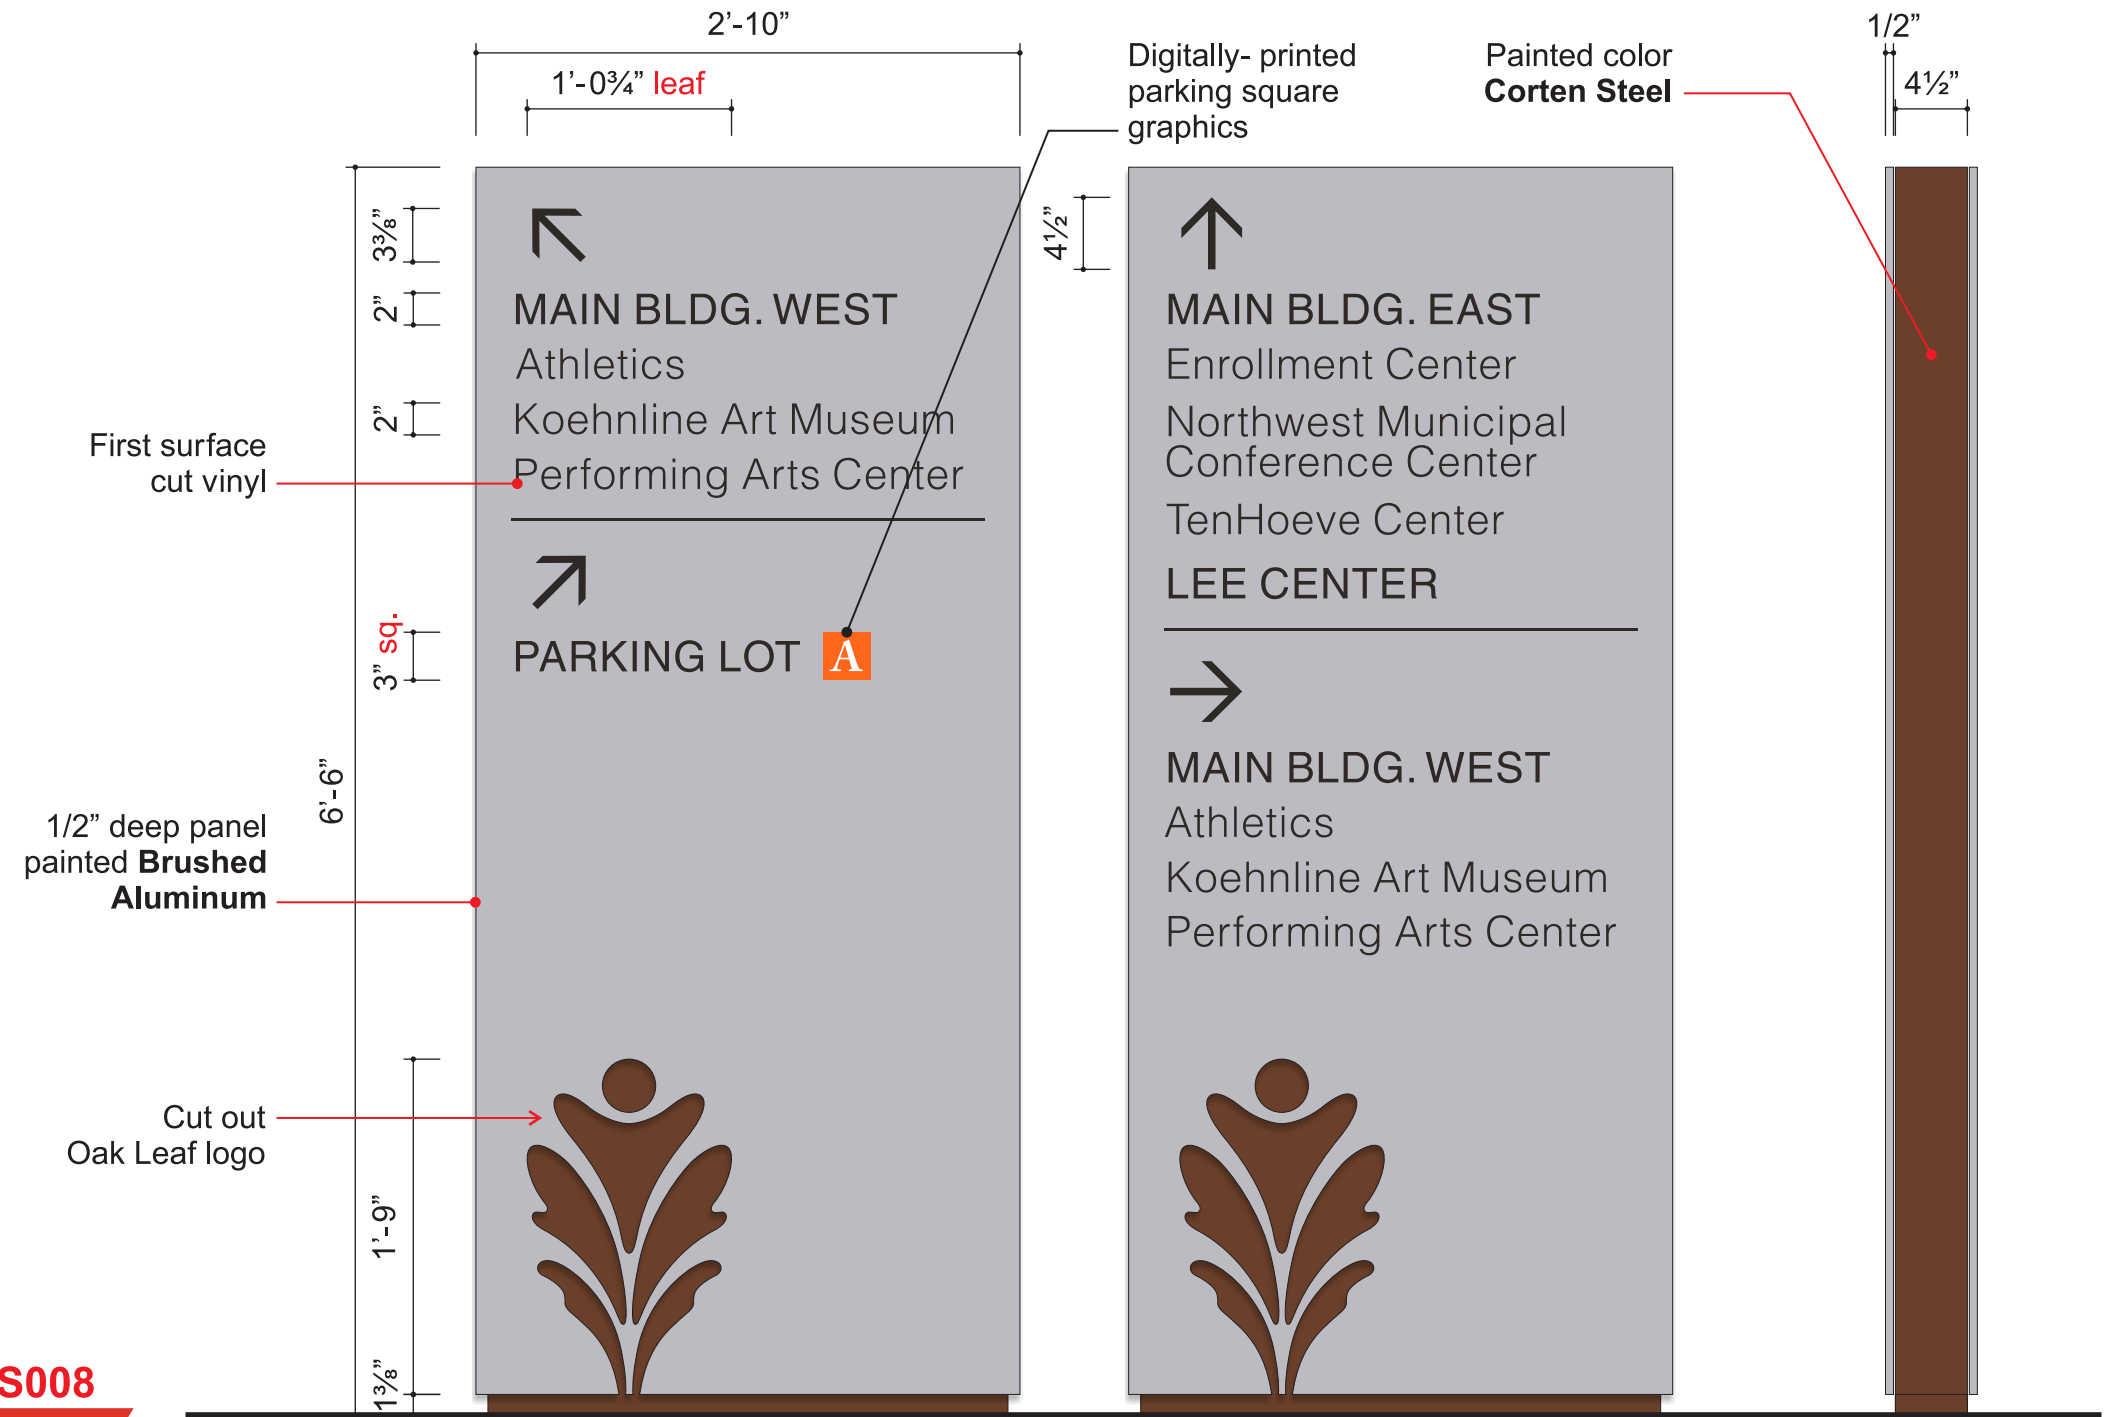 2’-10”
1’-0¾” leaf
Digitally- printed
parking square
graphics
Painted color
Corten Steel
1/2”
4½”
3⅜”
2”
2”
3” sq.
6’-6”
1’-9”
1⅜”
4½”
First surface
cut vinyl
1/2” deep panel
painted Brushed
Aluminum
Cut out
Oak Leaf logo
MAIN BLDG. WEST
Athletics
Koehnline Art Museum
Performing Arts Center
PARKING LOT A
MAIN BLDG. EAST
Enrollment Center
Northwest Municipal
Conference Center
TenHoeve Center
LEE CENTER
MAIN BLDG. WEST
Athletics
Koehnline Art Museum
Performing Arts Center
S008